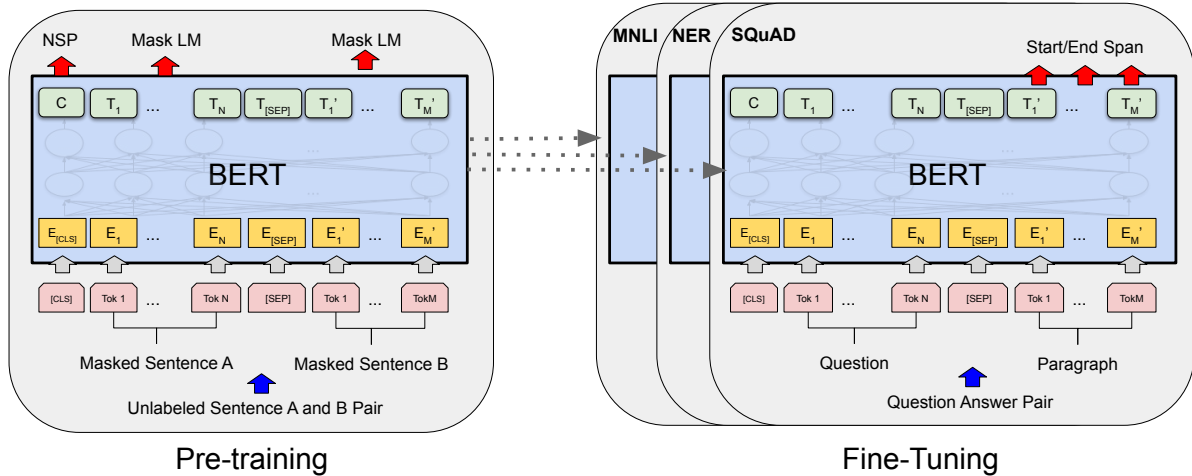 NSP Mask LM Mask LM
C T1 ... TN T[SEP] T1' ... TM'
...
BERT
...
E[CLS] E1 ... EN E[SEP] E1' ... EM'
[CLS] Tok 1 ... Tok N [SEP] Tok 1 ... TokM
Masked Sentence A Masked Sentence B
Unlabeled Sentence A and B Pair
Pre-training
MNLI NER SQuAD
Start/End Span
C T1 ... TN T[SEP] T1' ... TM'
...
BERT
...
E[CLS] E1 ... EN E[SEP] E1' ... EM'
[CLS] Tok 1 ... Tok N [SEP] Tok 1 ... TokM
Question Paragraph
Question Answer Pair
Fine-Tuning